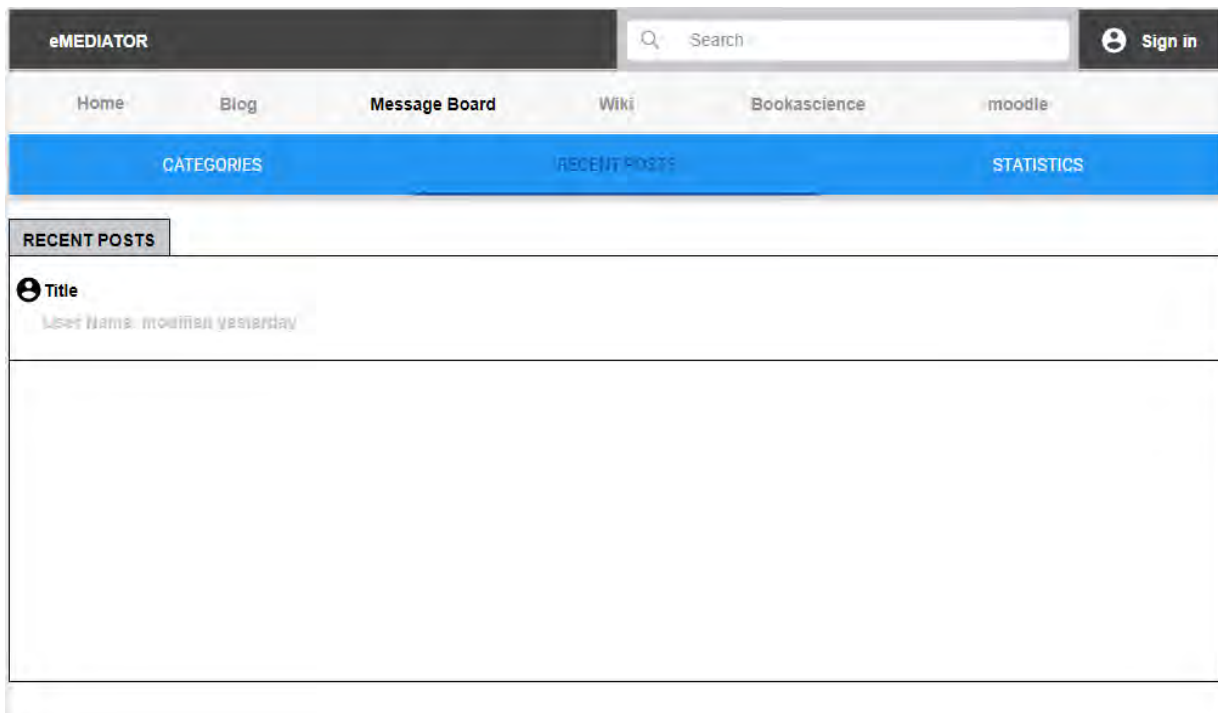 eMEDIATOR Search Sign in
Home Blog Message Board Wiki Bookascience moodle
CATEGORIES RECENT POSTS STATISTICS
RECENT POSTS
Title
User Name, modified yesterday